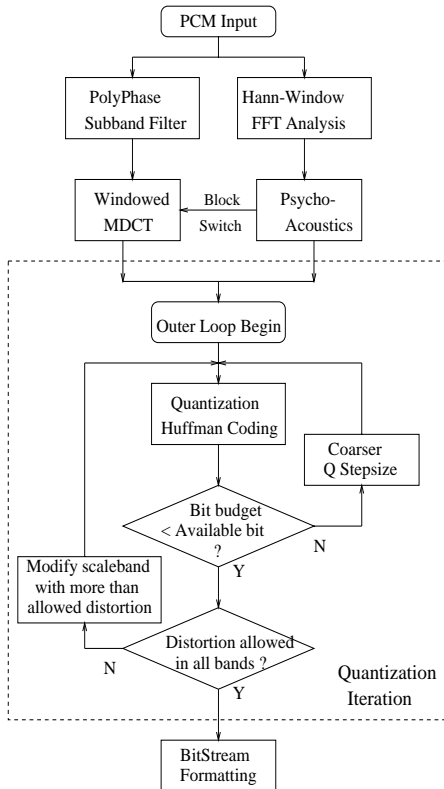 PCM Input
PolyPhase
Subband Filter
Hann-Window
FFT Analysis
Windowed
MDCT
Block
Switch
Psycho-
Acoustics
Outer Loop Begin
Quantization
Huffman Coding
Coarser
Q Stepsize
Bit budget
< Available bit
?
N
Y
Modify scaleband
with more than
allowed distortion
Distortion allowed
in all bands ?
N
Y
Quantization
Iteration
BitStream
Formatting